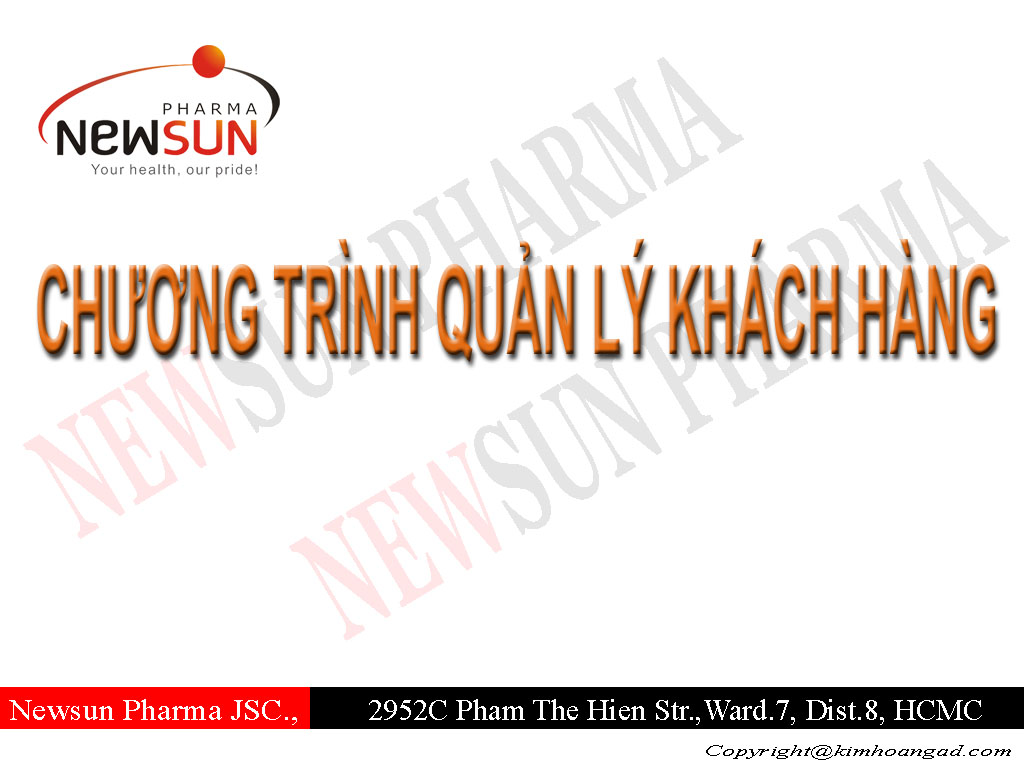 PHARMA
NewSUN
Your health, our pride!
NEWSUN PHARMA
CHƯƠNG TRÌNH QUẢN LÝ KHÁCH HÀNG
NEWSUN PHARMA
Newsun Pharma JSC., 2952C Pham The Hien Str.,Ward.7, Dist.8, HCMC
Copyright@kimhoangad.com